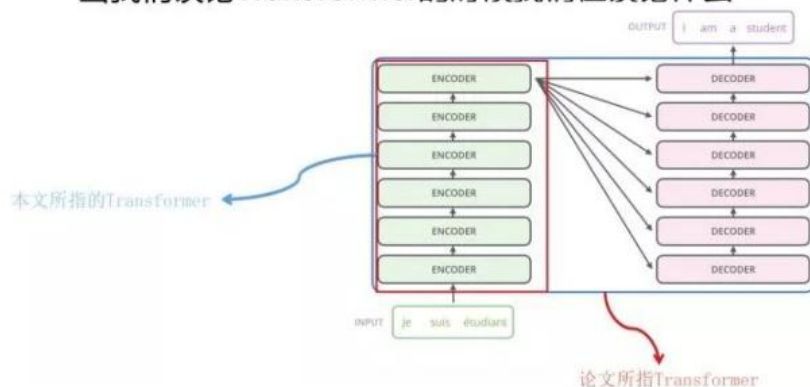 OUTPUT i am a student
ENCODER DECODER
ENCODER DECODER
ENCODER DECODER
本文所指的Transformer
ENCODER DECODER
ENCODER DECODER
ENCODER DECODER
INPUT je suis étudiant
论文所指Transformer